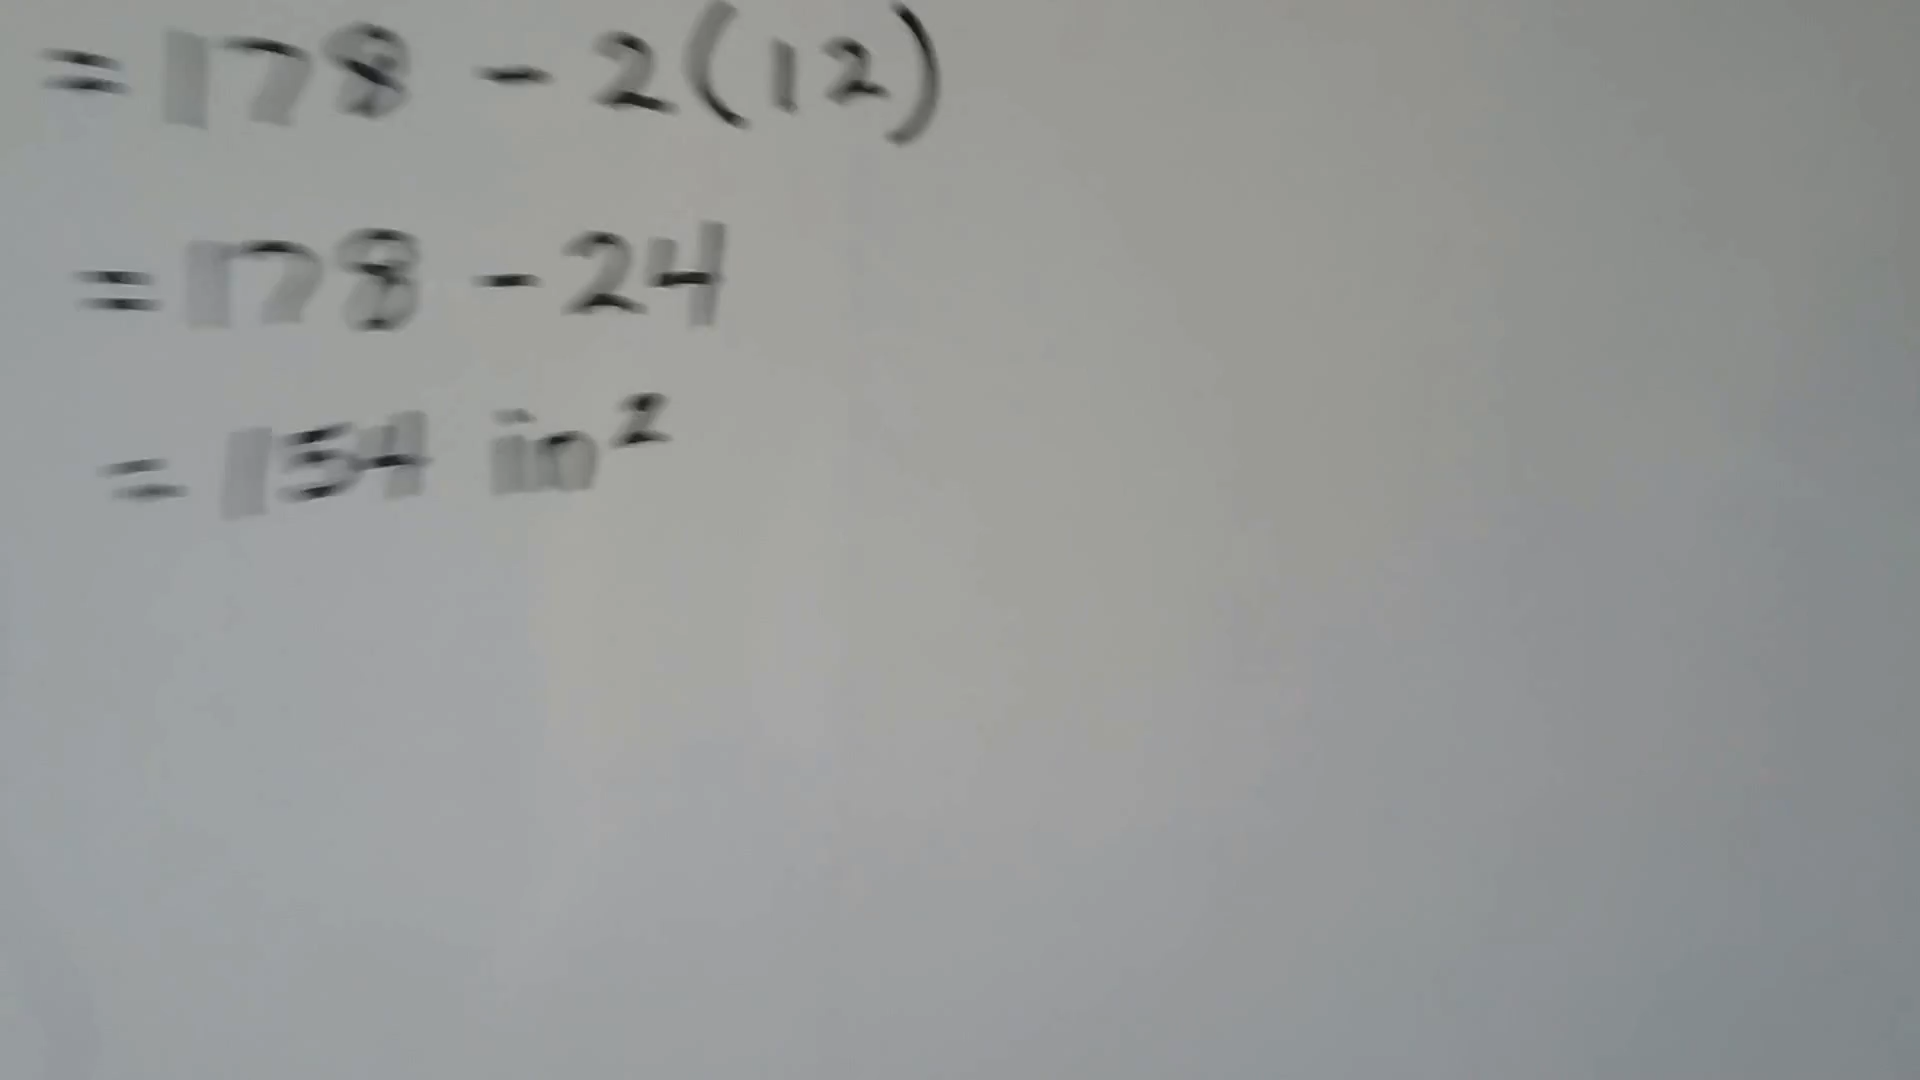 = 178 - 2(12)
= 178 - 24
= 154 in²